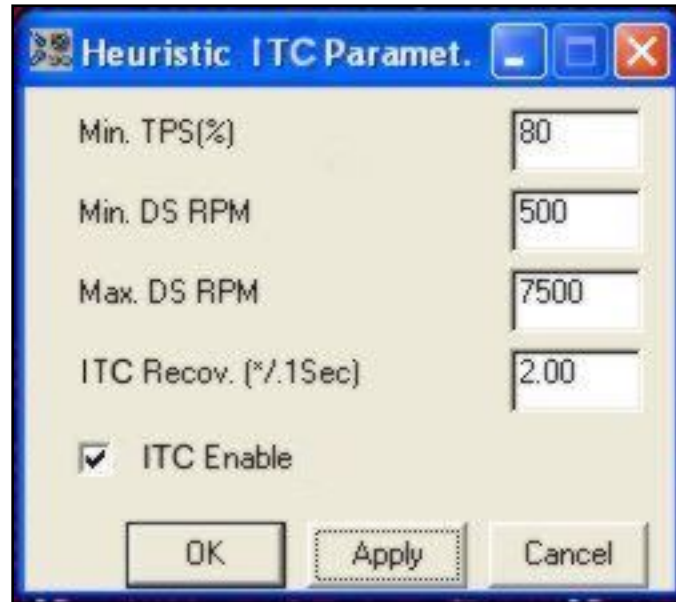 Heuristic ITC Paramet.
Min. TPS(%) 80
Min. DS RPM 500
Max. DS RPM 7500
ITC Recov. (*/.1Sec) 2.00
ITC Enable
OK Apply Cancel